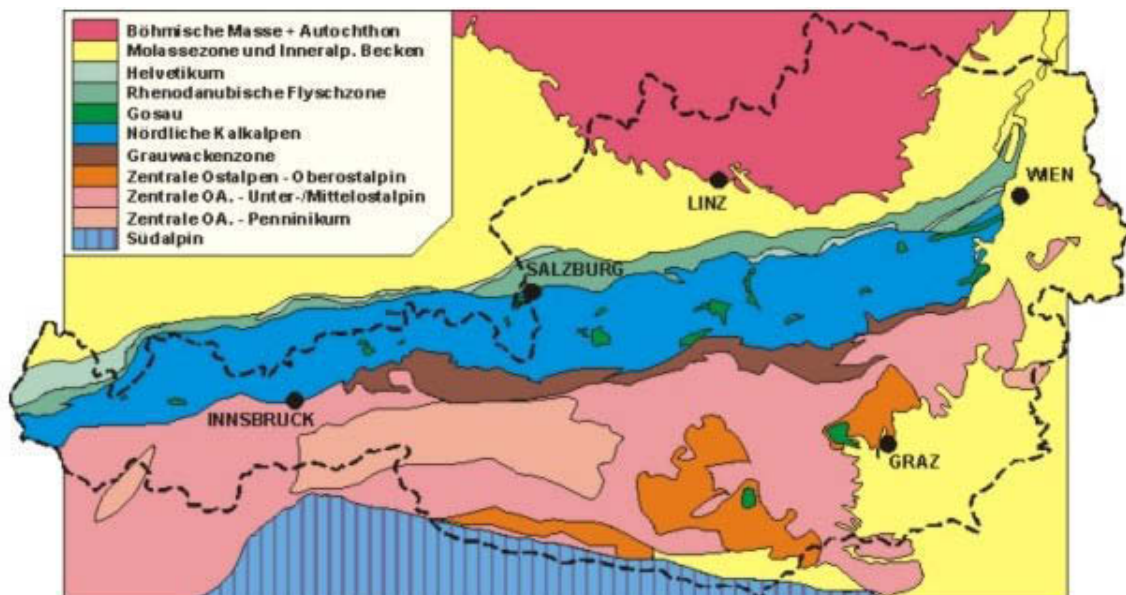 Böhmische Masse + Autochthon
Molassezone und Inneralp. Becken
Helvetikum
Rhenodanubische Flyschzone
Gosau
Nördliche Kalkalpen
Grauwackenzone
Zentrale Ostalpen - Oberostalpin
Zentrale OA. - Unter-/Mittelostalpin
Zentrale OA. - Penninikum
Südalpin
LINZ
WIEN
SALZBURG
INNSBRUCK
GRAZ